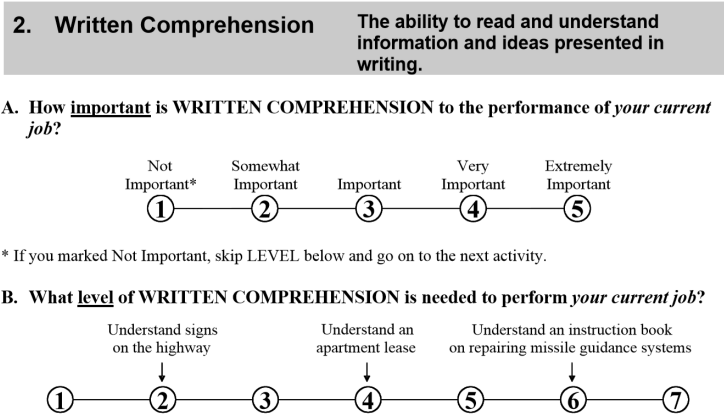 2. Written Comprehension
The ability to read and understand
information and ideas presented in
writing.
A. How important is WRITTEN COMPREHENSION to the performance of your current
job?
Not Somewhat Very Extremely
Important* Important Important Important Important
1 2 3 4 5
* If you marked Not Important, skip LEVEL below and go on to the next activity.
B. What level of WRITTEN COMPREHENSION is needed to perform your current job?
Understand signs Understand an Understand an instruction book
on the highway apartment lease on repairing missile guidance systems
1 2 3 4 5 6 7